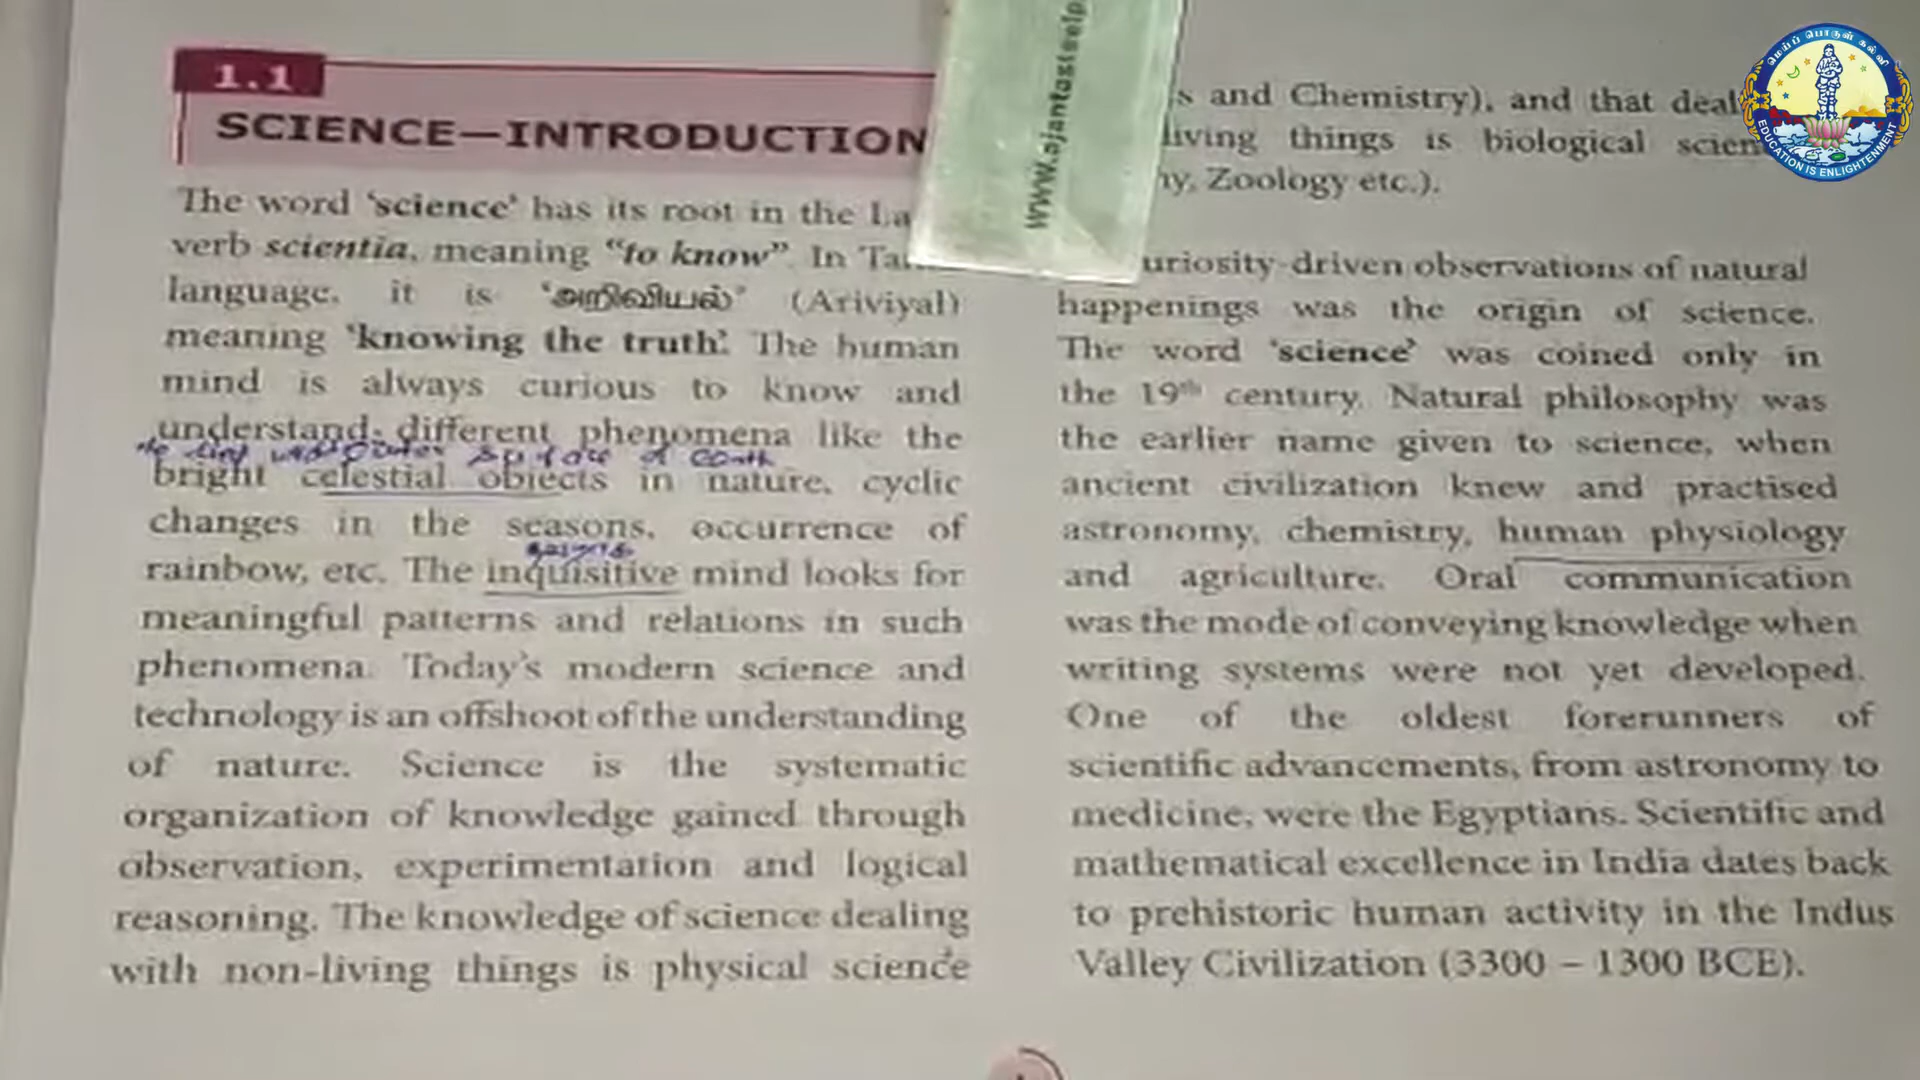 1.1
SCIENCE—INTRODUCTION
The word ‘science’ has its root in the La
verb scientia, meaning “to know”. In Ta
language, it is ‘அறிவியல்’ (Ariviyal)
meaning ‘knowing the truth’. The human
mind is always curious to know and
understand different phenomena like the
bright celestial objects in nature, cyclic
changes in the seasons, occurrence of
rainbow, etc. The inquisitive mind looks for
meaningful patterns and relations in such
phenomena. Today’s modern science and
technology is an offshoot of the understanding
of nature. Science is the systematic
organization of knowledge gained through
observation, experimentation and logical
reasoning. The knowledge of science dealing
with non-living things is physical science
s and Chemistry), and that deal
living things is biological scien
y, Zoology etc.).
uriosity-driven observations of natural
happenings was the origin of science.
The word ‘science’ was coined only in
the 19th century. Natural philosophy was
the earlier name given to science, when
ancient civilization knew and practised
astronomy, chemistry, human physiology
and agriculture. Oral communication
was the mode of conveying knowledge when
writing systems were not yet developed.
One of the oldest forerunners of
scientific advancements, from astronomy to
medicine, were the Egyptians. Scientific and
mathematical excellence in India dates back
to prehistoric human activity in the Indus
Valley Civilization (3300 – 1300 BCE).
மெய்ப் பொருள் கல்வி
EDUCATION IS ENLIGHTENMENT